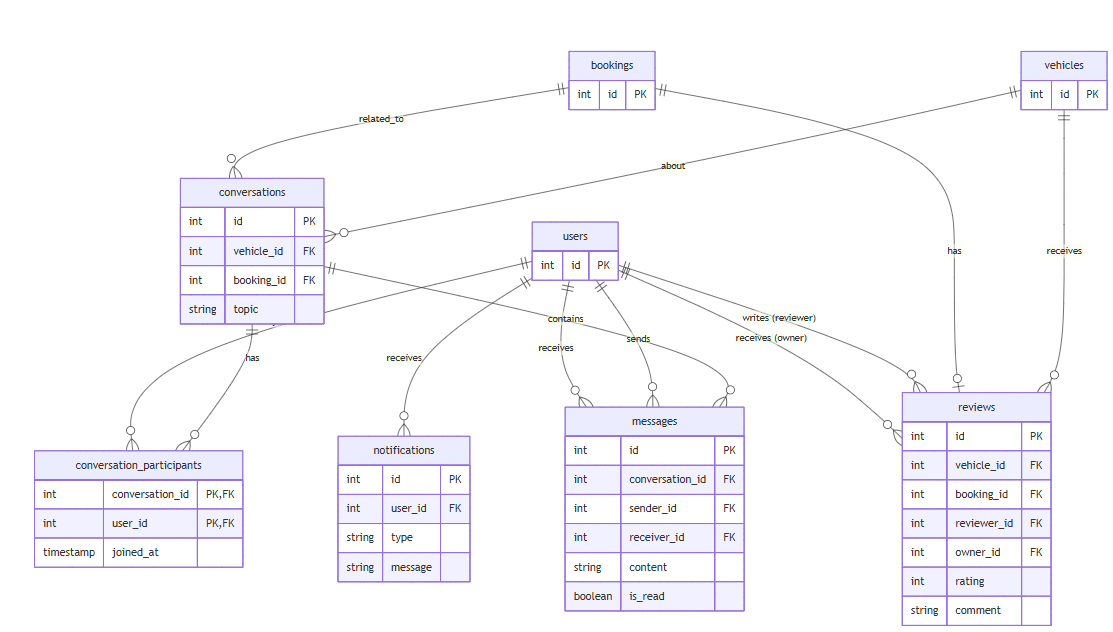 bookings
int id PK
vehicles
int id PK
related_to
about
conversations
int id PK
int vehicle_id FK
int booking_id FK
string topic
users
int id PK
has
receives
contains
writes (reviewer)
receives (owner)
sends
receives
receives
has
conversation_participants
int conversation_id PK,FK
int user_id PK,FK
timestamp joined_at
notifications
int id PK
int user_id FK
string type
string message
messages
int id PK
int conversation_id FK
int sender_id FK
int receiver_id FK
string content
boolean is_read
reviews
int id PK
int vehicle_id FK
int booking_id FK
int reviewer_id FK
int owner_id FK
int rating
string comment